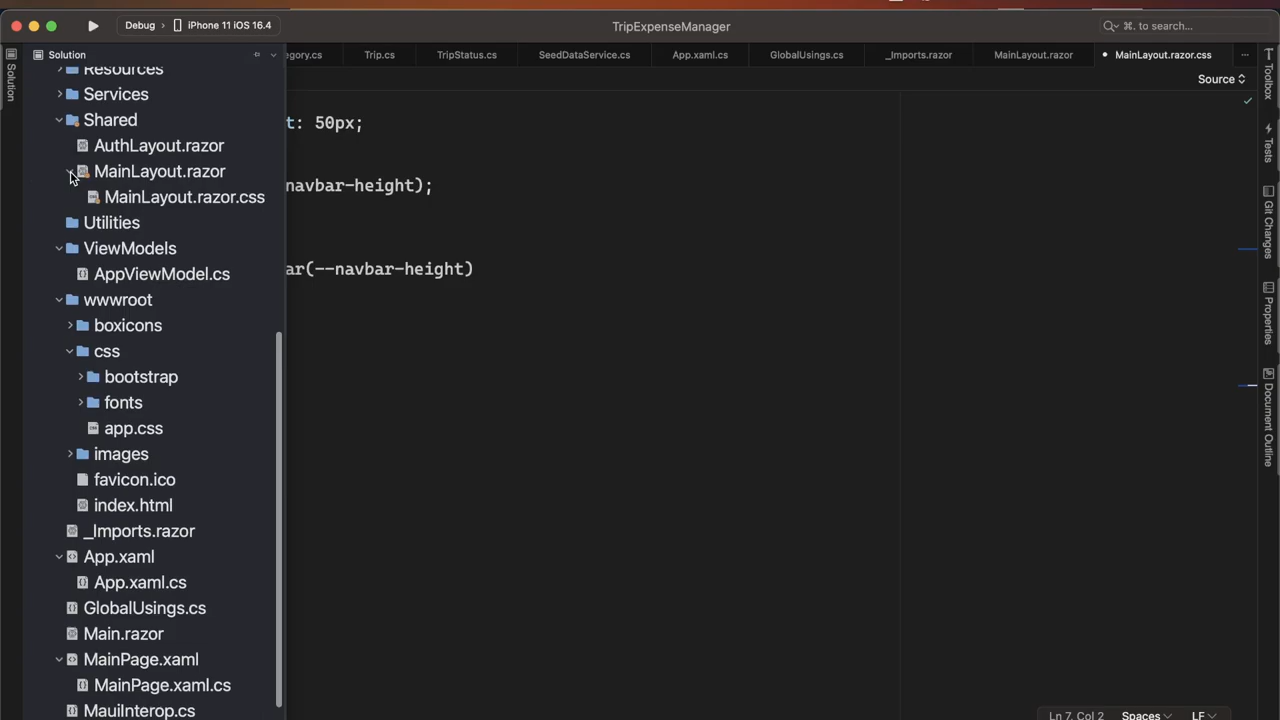 Debug
iPhone 11 iOS 16.4
TripExpenseManager
⌘. to search...
Solution
Solution
egory.cs
Trip.cs
TripStatus.cs
SeedDataService.cs
App.xaml.cs
GlobalUsings.cs
_Imports.razor
MainLayout.razor
MainLayout.razor.css
Source
Resources
Services
Shared
AuthLayout.razor
MainLayout.razor
MainLayout.razor.css
Utilities
ViewModels
AppViewModel.cs
wwwroot
boxicons
css
bootstrap
fonts
app.css
images
favicon.ico
index.html
_Imports.razor
App.xaml
App.xaml.cs
GlobalUsings.cs
Main.razor
MainPage.xaml
MainPage.xaml.cs
MauiInterop.cs
t: 50px;
navbar-height);
ar(--navbar-height)
Toolbox
Tests
Git Changes
Properties
Document Outline
Ln 7, Col 2
Spaces
LF